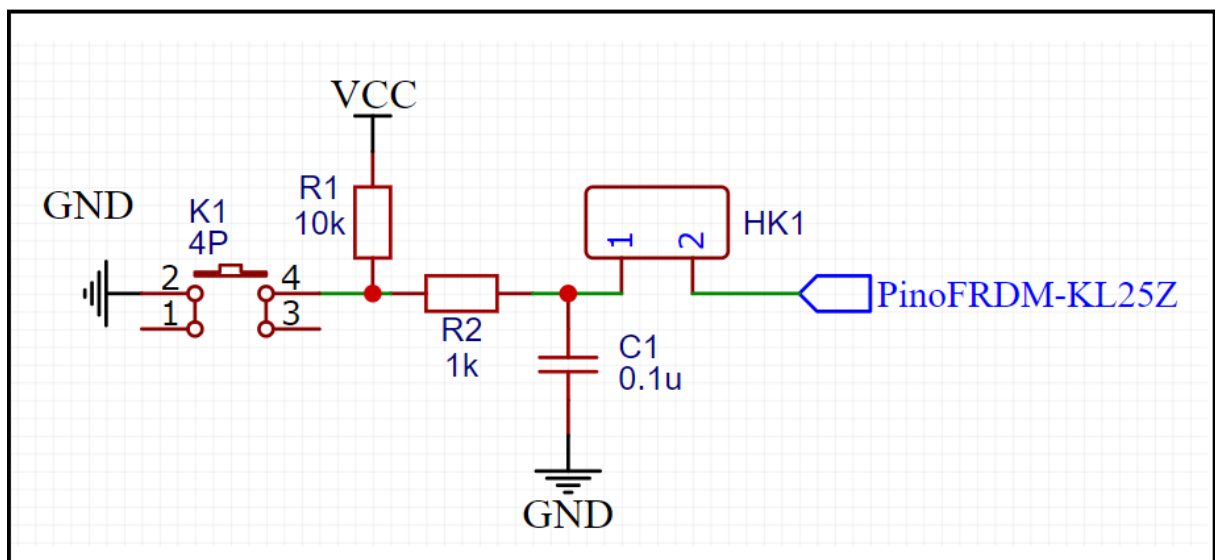 VCC
GND
K1
4P
2
4
1
3
R1
10k
R2
1k
C1
0.1u
GND
1
2
HK1
PinoFRDM-KL25Z